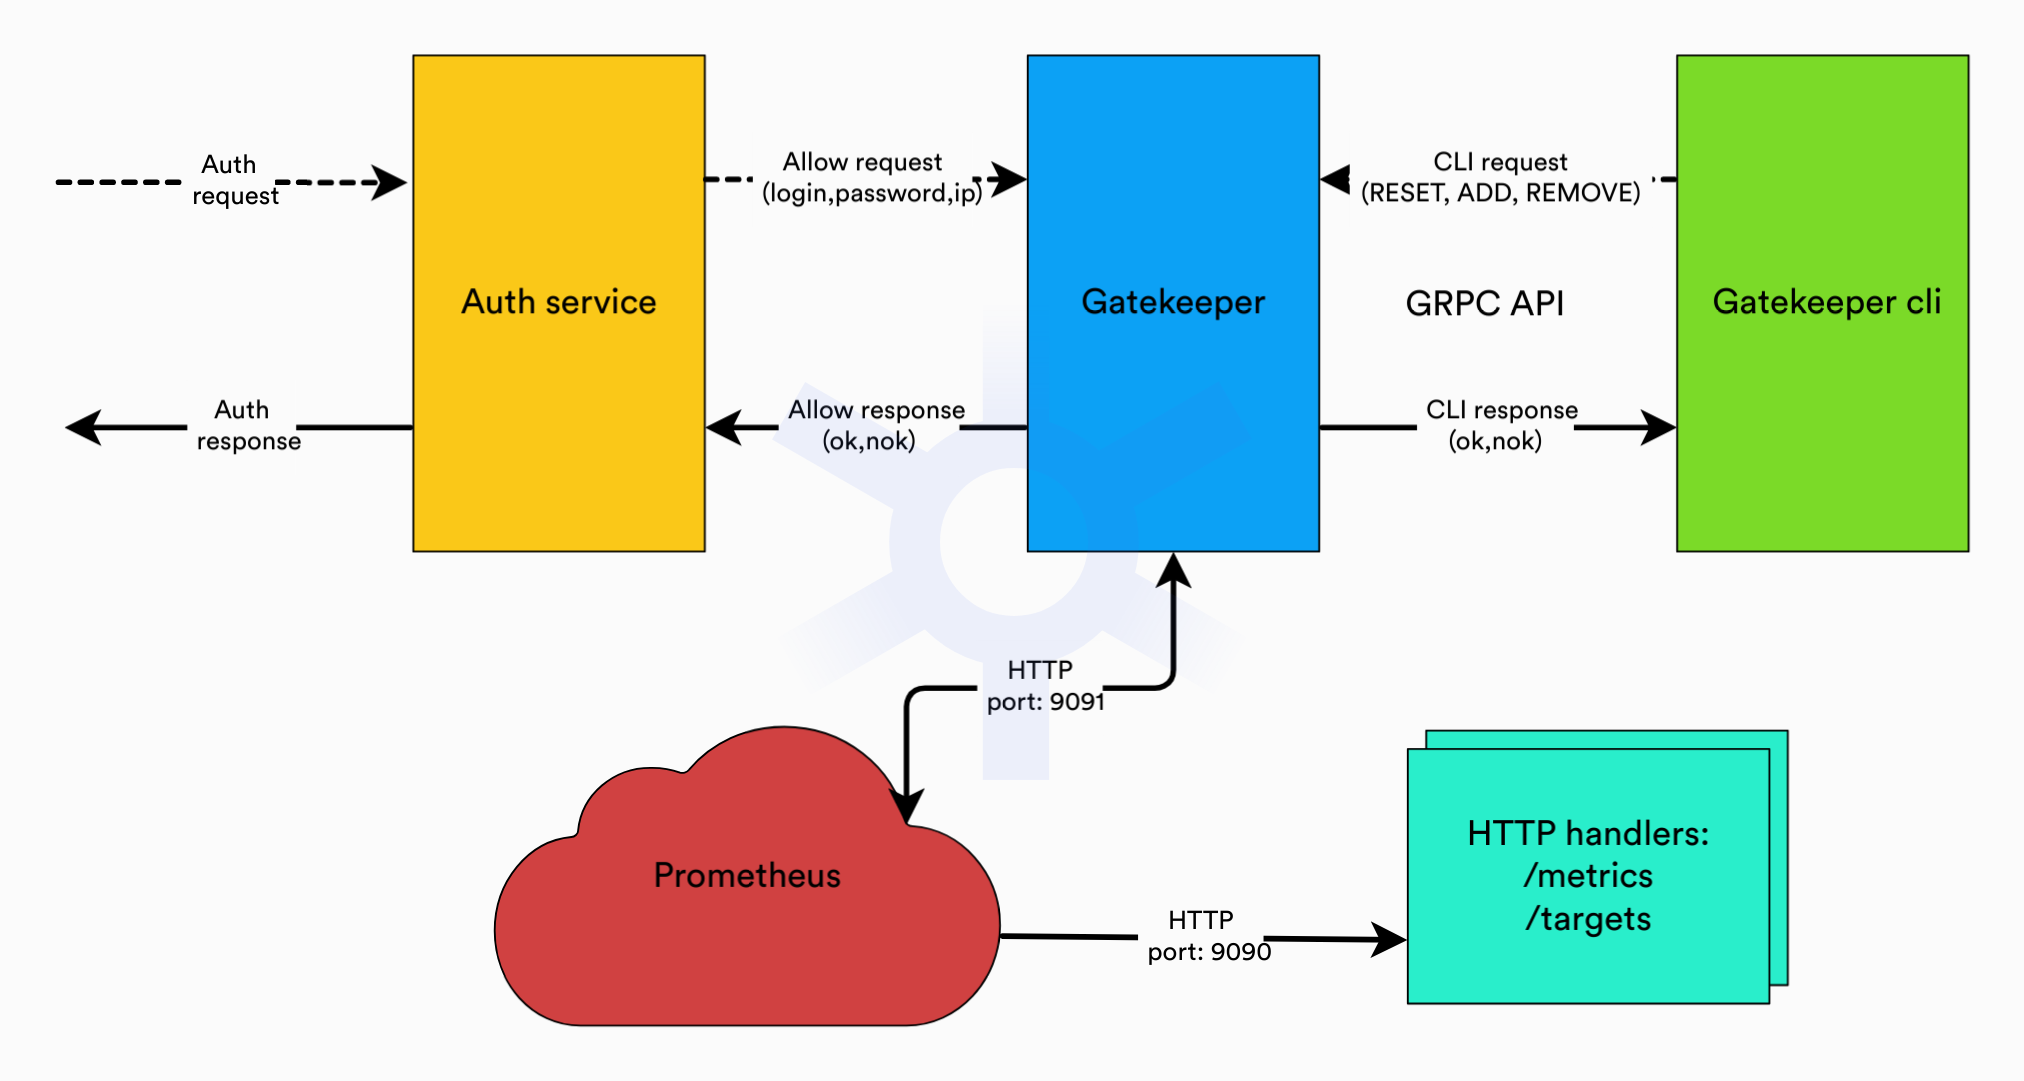 Auth
request
Allow request
(login,password,ip)
CLI request
(RESET, ADD, REMOVE)
Auth service
Gatekeeper
GRPC API
Gatekeeper cli
Auth
response
Allow response
(ok,nok)
CLI response
(ok,nok)
HTTP
port: 9091
Prometheus
HTTP handlers:
/metrics
/targets
HTTP
port: 9090